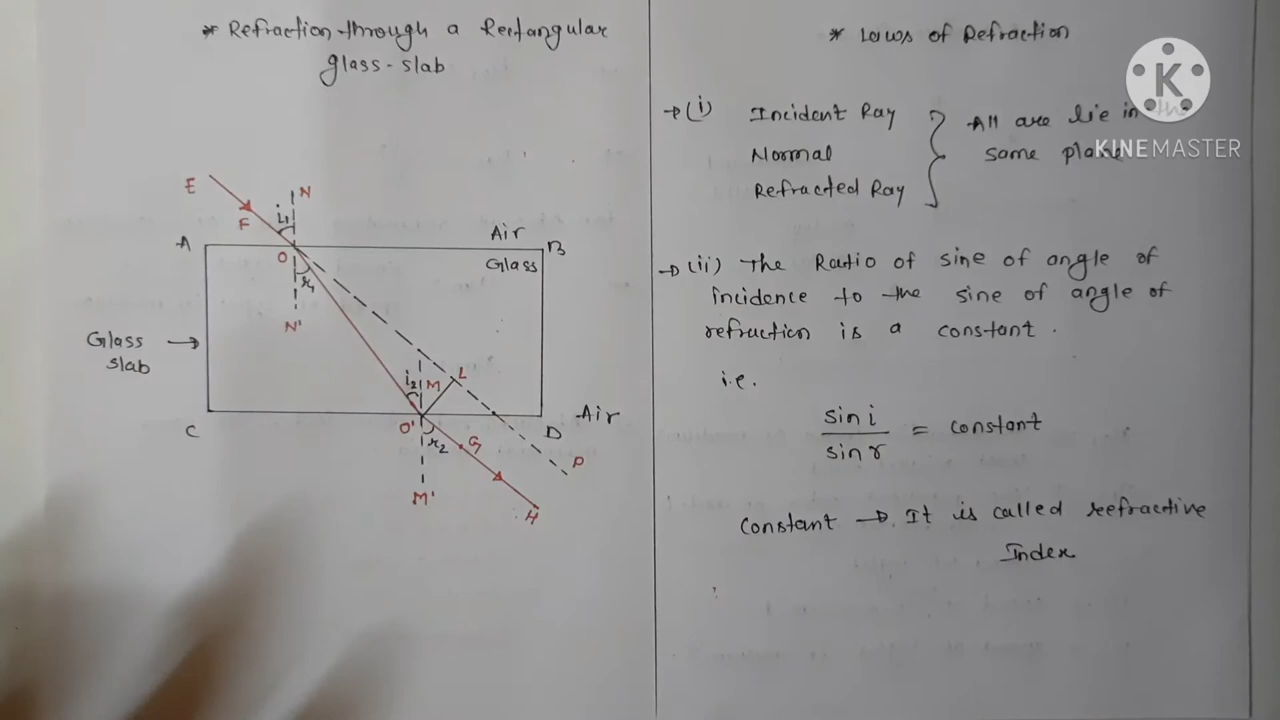 * Refraction through a Rectangular
glass-slab
E
N
F
i1
A
Air
B
O
Glass
r1
N'
Glass
slab
i2
M
L
Air
C
O'
r2
G
D
P
M'
H
* Laws of Refraction
K
KINEMASTER
→ (i) Incident Ray
Normal
Refracted Ray
All are lie in the
same plane
→ (ii) The Ratio of sine of angle of
incidence to the sine of angle of
refraction is a constant.
i.e.
sin i
sin r
= constant
Constant → It is called reefractive
Index